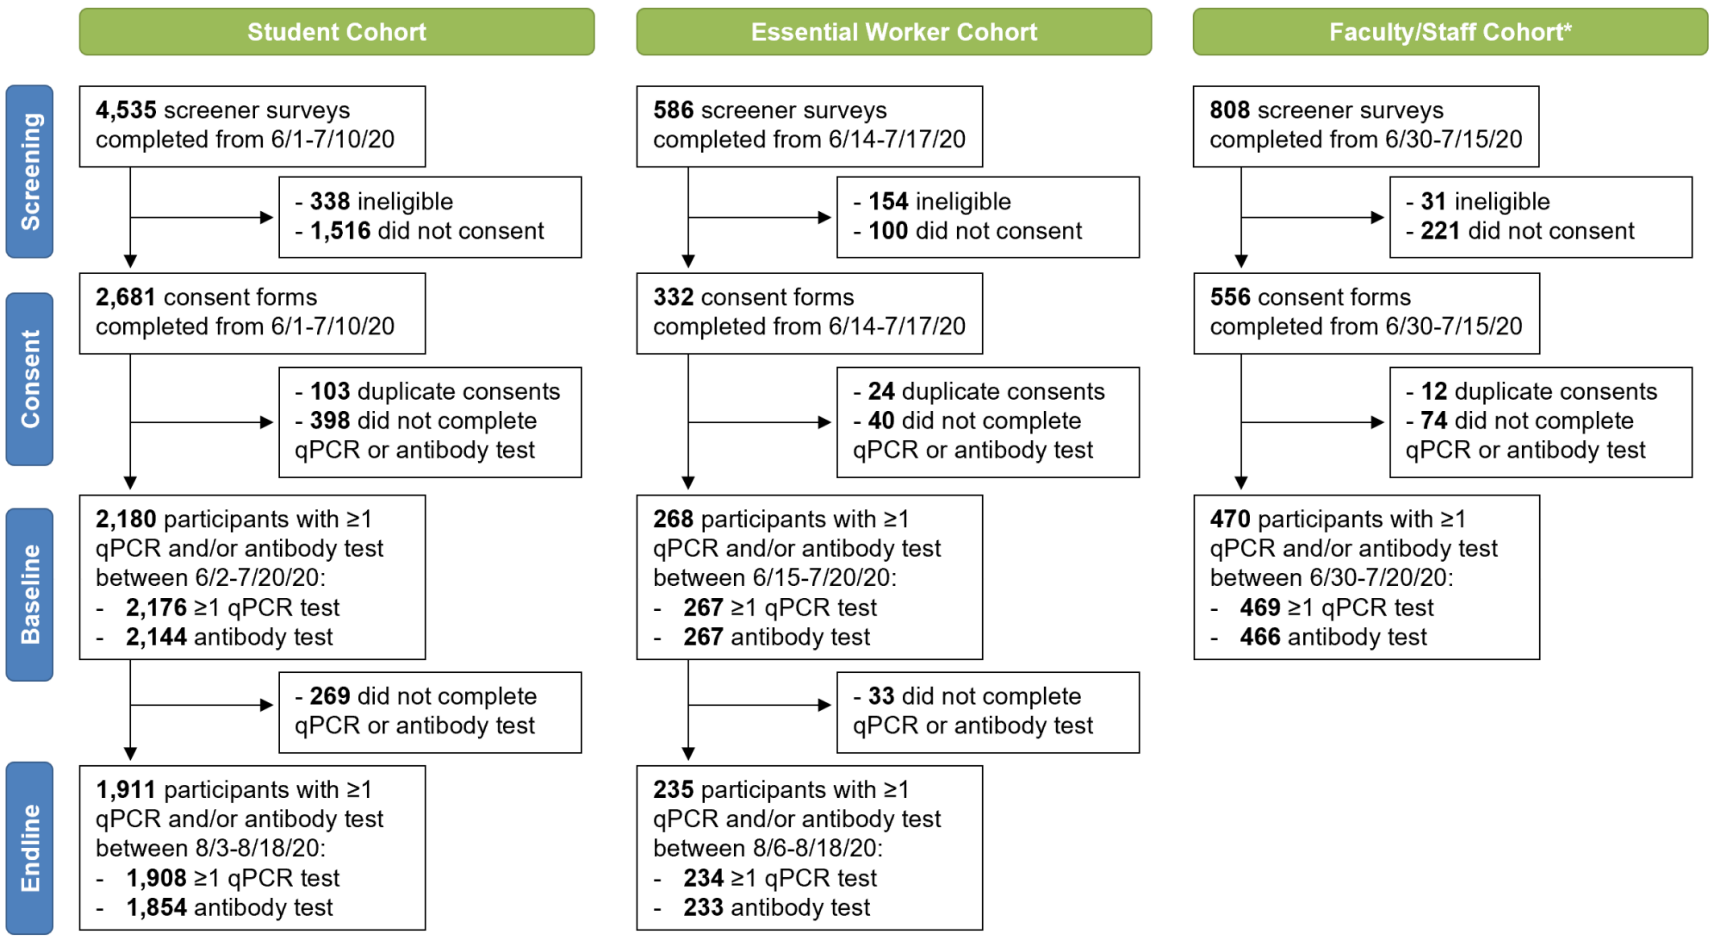 Student Cohort
Essential Worker Cohort
Faculty/Staff Cohort*
Screening
4,535 screener surveys
completed from 6/1-7/10/20
586 screener surveys
completed from 6/14-7/17/20
808 screener surveys
completed from 6/30-7/15/20
- 338 ineligible
- 1,516 did not consent
- 154 ineligible
- 100 did not consent
- 31 ineligible
- 221 did not consent
Consent
2,681 consent forms
completed from 6/1-7/10/20
332 consent forms
completed from 6/14-7/17/20
556 consent forms
completed from 6/30-7/15/20
- 103 duplicate consents
- 398 did not complete
qPCR or antibody test
- 24 duplicate consents
- 40 did not complete
qPCR or antibody test
- 12 duplicate consents
- 74 did not complete
qPCR or antibody test
Baseline
2,180 participants with ≥1
qPCR and/or antibody test
between 6/2-7/20/20:
- 2,176 ≥1 qPCR test
- 2,144 antibody test
268 participants with ≥1
qPCR and/or antibody test
between 6/15-7/20/20:
- 267 ≥1 qPCR test
- 267 antibody test
470 participants with ≥1
qPCR and/or antibody test
between 6/30-7/20/20:
- 469 ≥1 qPCR test
- 466 antibody test
- 269 did not complete
qPCR or antibody test
- 33 did not complete
qPCR or antibody test
Endline
1,911 participants with ≥1
qPCR and/or antibody test
between 8/3-8/18/20:
- 1,908 ≥1 qPCR test
- 1,854 antibody test
235 participants with ≥1
qPCR and/or antibody test
between 8/6-8/18/20:
- 234 ≥1 qPCR test
- 233 antibody test